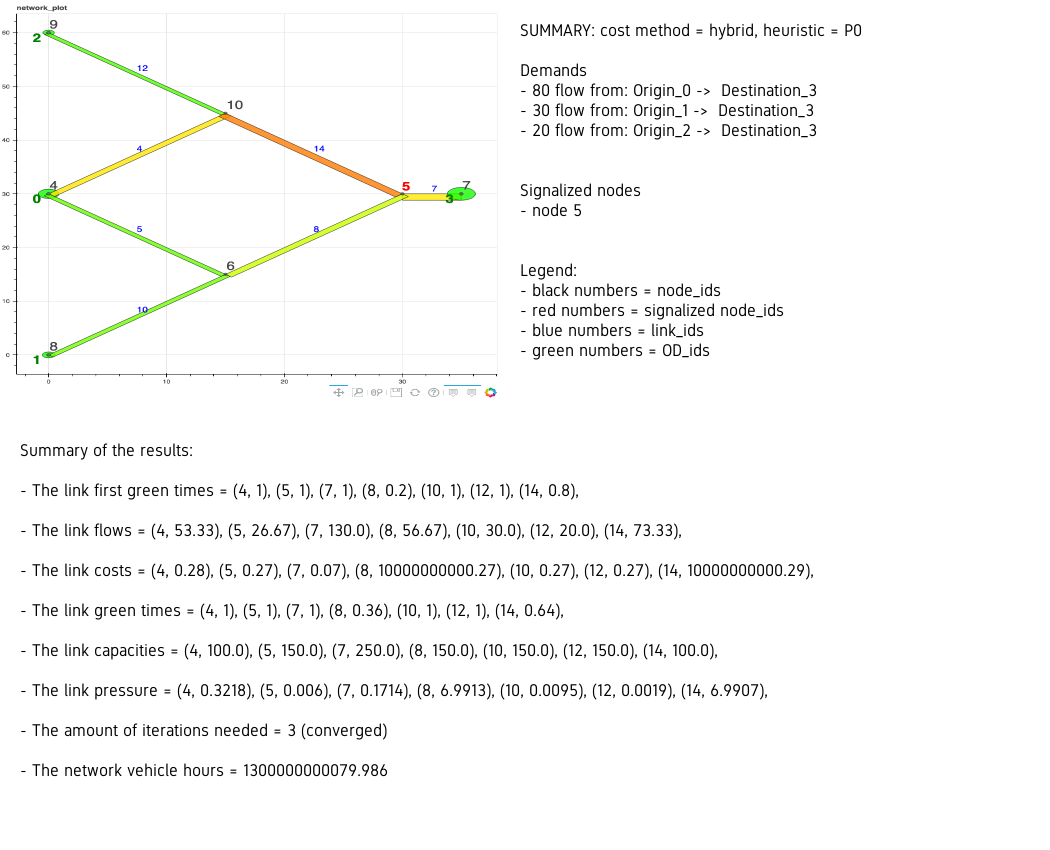 network_plot
9
60
2
12
50
10
40
4
14
4
5
7
7
30
0
3
5
8
20
6
10
10
8
0
1
0
10
20
30
SUMMARY: cost method = hybrid, heuristic = P0
Demands
- 80 flow from: Origin_0 -> Destination_3
- 30 flow from: Origin_1 -> Destination_3
- 20 flow from: Origin_2 -> Destination_3
Signalized nodes
- node 5
Legend:
- black numbers = node_ids
- red numbers = signalized node_ids
- blue numbers = link_ids
- green numbers = OD_ids
Summary of the results:
- The link first green times = (4, 1), (5, 1), (7, 1), (8, 0.2), (10, 1), (12, 1), (14, 0.8),
- The link flows = (4, 53.33), (5, 26.67), (7, 130.0), (8, 56.67), (10, 30.0), (12, 20.0), (14, 73.33),
- The link costs = (4, 0.28), (5, 0.27), (7, 0.07), (8, 10000000000.27), (10, 0.27), (12, 0.27), (14, 10000000000.29),
- The link green times = (4, 1), (5, 1), (7, 1), (8, 0.36), (10, 1), (12, 1), (14, 0.64),
- The link capacities = (4, 100.0), (5, 150.0), (7, 250.0), (8, 150.0), (10, 150.0), (12, 150.0), (14, 100.0),
- The link pressure = (4, 0.3218), (5, 0.006), (7, 0.1714), (8, 6.9913), (10, 0.0095), (12, 0.0019), (14, 6.9907),
- The amount of iterations needed = 3 (converged)
- The network vehicle hours = 1300000000079.986